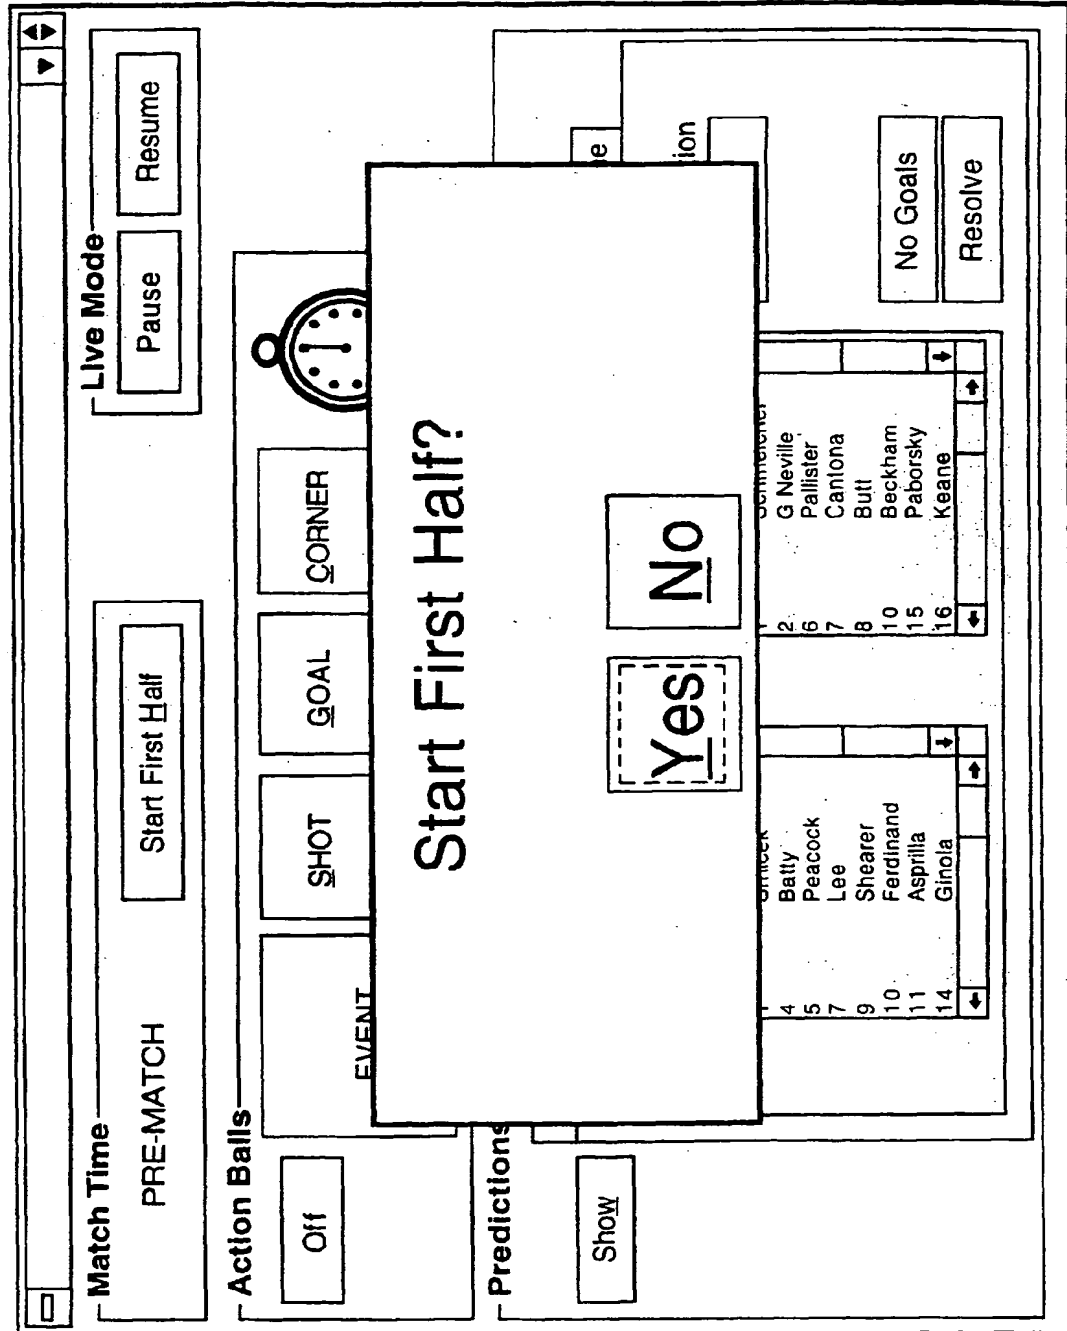 Match Time
PRE-MATCH
Start First Half
Live Mode
Pause
Resume
Action Balls
Off
EVENT
SHOT
GOAL
CORNER
Start First Half?
Yes
No
Predictions
Show
4 Batty
5 Peacock
7 Lee
9 Shearer
10 Ferdinand
11 Asprilla
14 Ginola
2 G Neville
6 Pallister
7 Cantona
8 Butt
10 Beckham
15 Paborsky
16 Keane
No Goals
Resolve